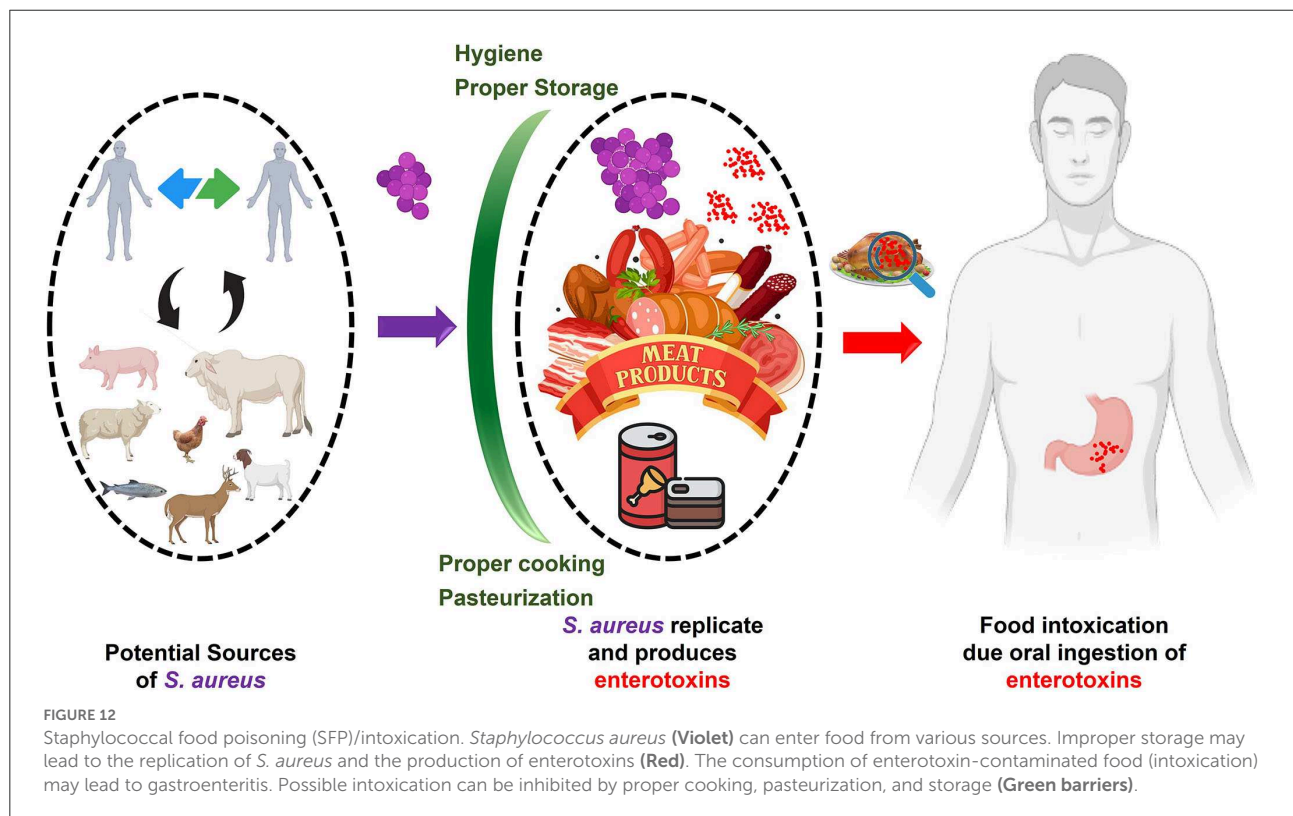 Hygiene
Proper Storage
MEAT
PRODUCTS
Proper cooking
Pasteurization
Potential Sources
of S. aureus
S. aureus replicate
and produces
enterotoxins
Food intoxication
due oral ingestion of
enterotoxins
FIGURE 12
Staphylococcal food poisoning (SFP)/intoxication. Staphylococcus aureus (Violet) can enter food from various sources. Improper storage may
lead to the replication of S. aureus and the production of enterotoxins (Red). The consumption of enterotoxin-contaminated food (intoxication)
may lead to gastroenteritis. Possible intoxication can be inhibited by proper cooking, pasteurization, and storage (Green barriers).